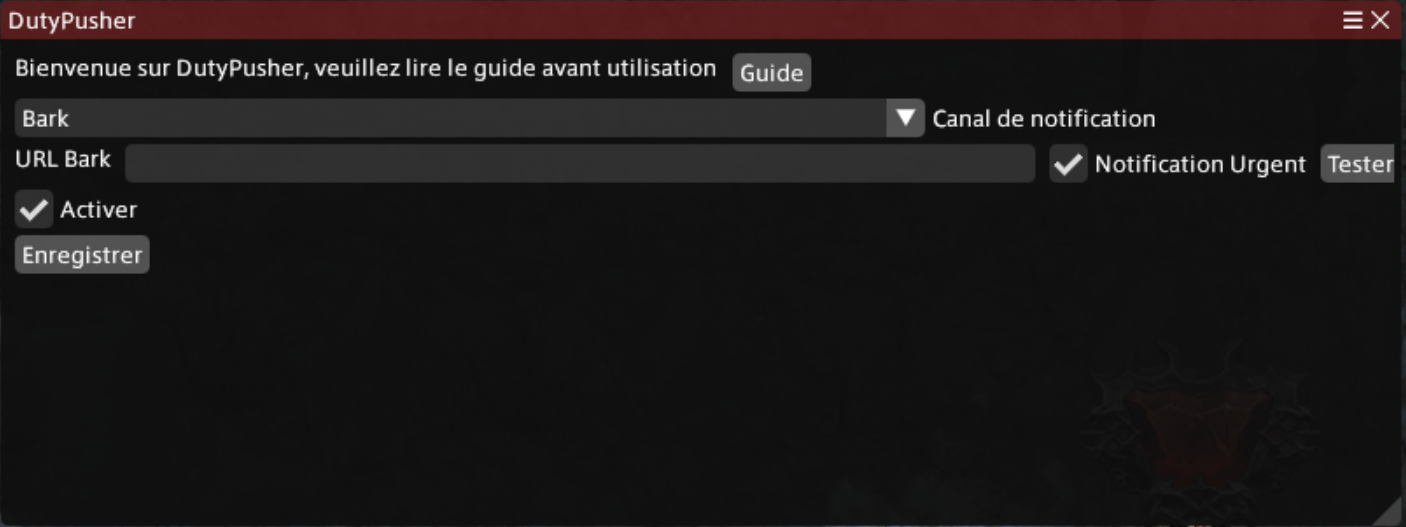 DutyPusher
Bienvenue sur DutyPusher, veuillez lire le guide avant utilisation Guide
Bark Canal de notification
URL Bark Notification Urgent Tester
Activer
Enregistrer